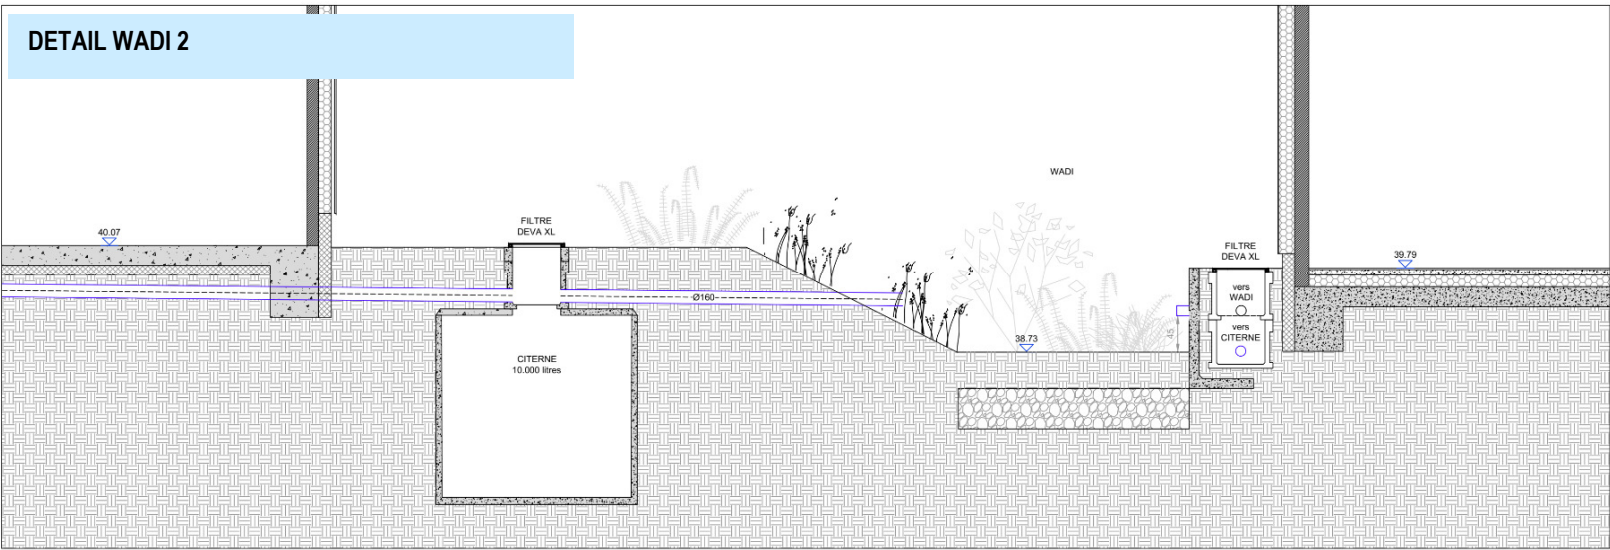 DETAIL WADI 2
WADI
40.07
FILTRE
DEVA XL
FILTRE
DEVA XL
39.79
vers
WADI
vers
CITERNE
Ø160
45
38.73
CITERNE
10.000 litres